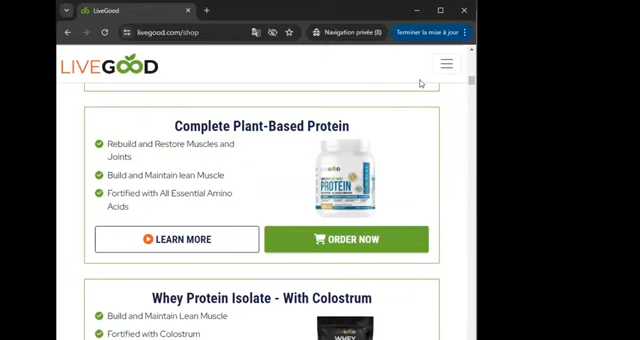 LiveGood
livegood.com/shop
Navigation privée (8)
Terminer la mise à jour
LIVEGOOD
Complete Plant-Based Protein
Rebuild and Restore Muscles and
Joints
Build and Maintain lean Muscle
Fortified with All Essential Amino
Acids
PROTEIN
LEARN MORE
ORDER NOW
Whey Protein Isolate - With Colostrum
Build and Maintain Lean Muscle
Fortified with Colostrum
WHEY